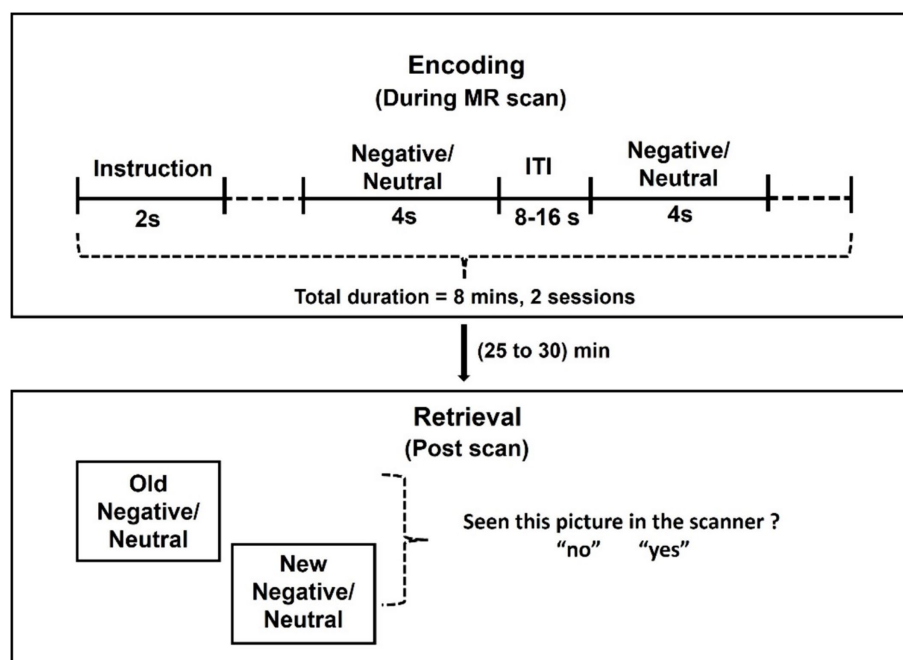 Encoding
(During MR scan)
Instruction
Negative/
Neutral
ITI
Negative/
Neutral
2s
4s
8-16 s
4s
Total duration = 8 mins, 2 sessions
(25 to 30) min
Retrieval
(Post scan)
Old
Negative/
Neutral
New
Negative/
Neutral
Seen this picture in the scanner ?
“no” “yes”